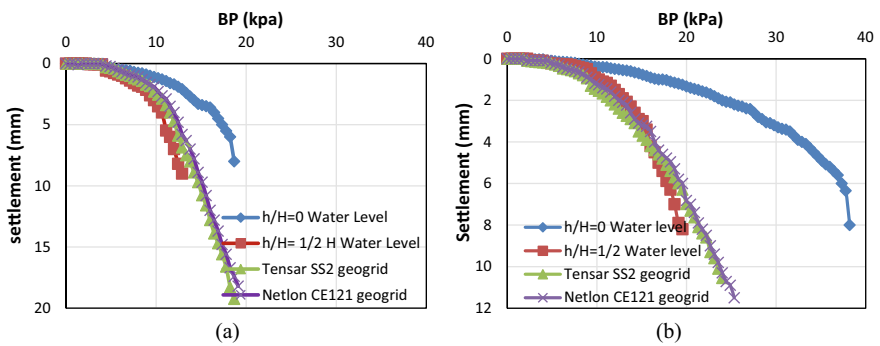 BP (kpa)
0 10 20 30 40
0
5
10
15
20
settlement (mm)
h/H=0 Water Level
h/H= 1/2 H Water Level
Tensar SS2 geogrid
Netlon CE121 geogrid
(a)
BP (kPa)
0 10 20 30 40
0
2
4
6
8
10
12
Settlement (mm)
h/H=0 Water level
h/H=1/2 Water level
Tensar SS2 geogrid
Netlon CE121 geogrid
(b)